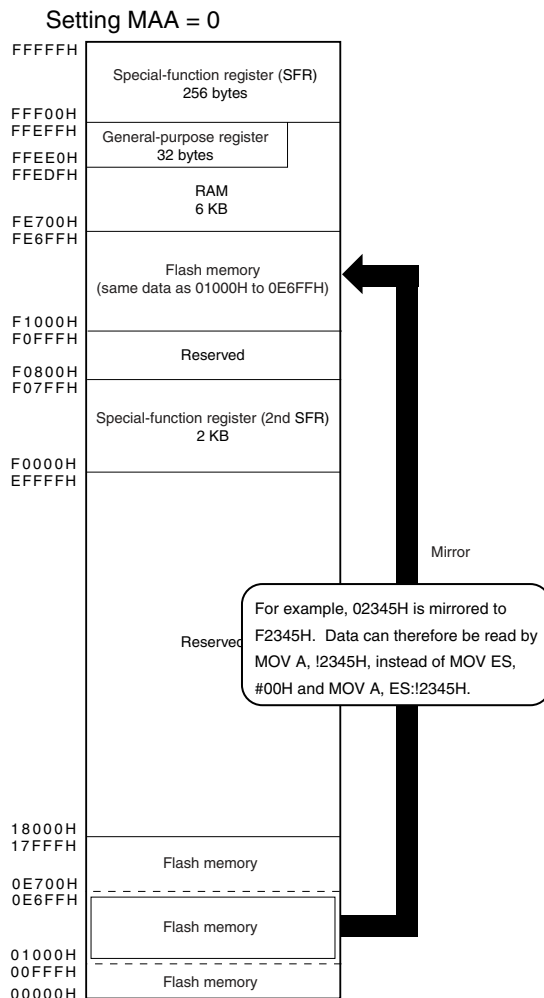 Setting MAA = 0
FFFFFH
Special-function register (SFR)
256 bytes
FFF00H
FFEFFH
General-purpose register
32 bytes
FFEE0H
FFEDFH
RAM
6 KB
FE700H
FE6FFH
Flash memory
(same data as 01000H to 0E6FFH)
F1000H
F0FFFH
Reserved
F0800H
F07FFH
Special-function register (2nd SFR)
2 KB
F0000H
EFFFFH
Mirror
For example, 02345H is mirrored to
F2345H. Data can therefore be read by
MOV A, !2345H, instead of MOV ES,
#00H and MOV A, ES:!2345H.
Reserved
18000H
17FFFH
Flash memory
0E700H
0E6FFH
Flash memory
01000H
00FFFH
Flash memory
00000H